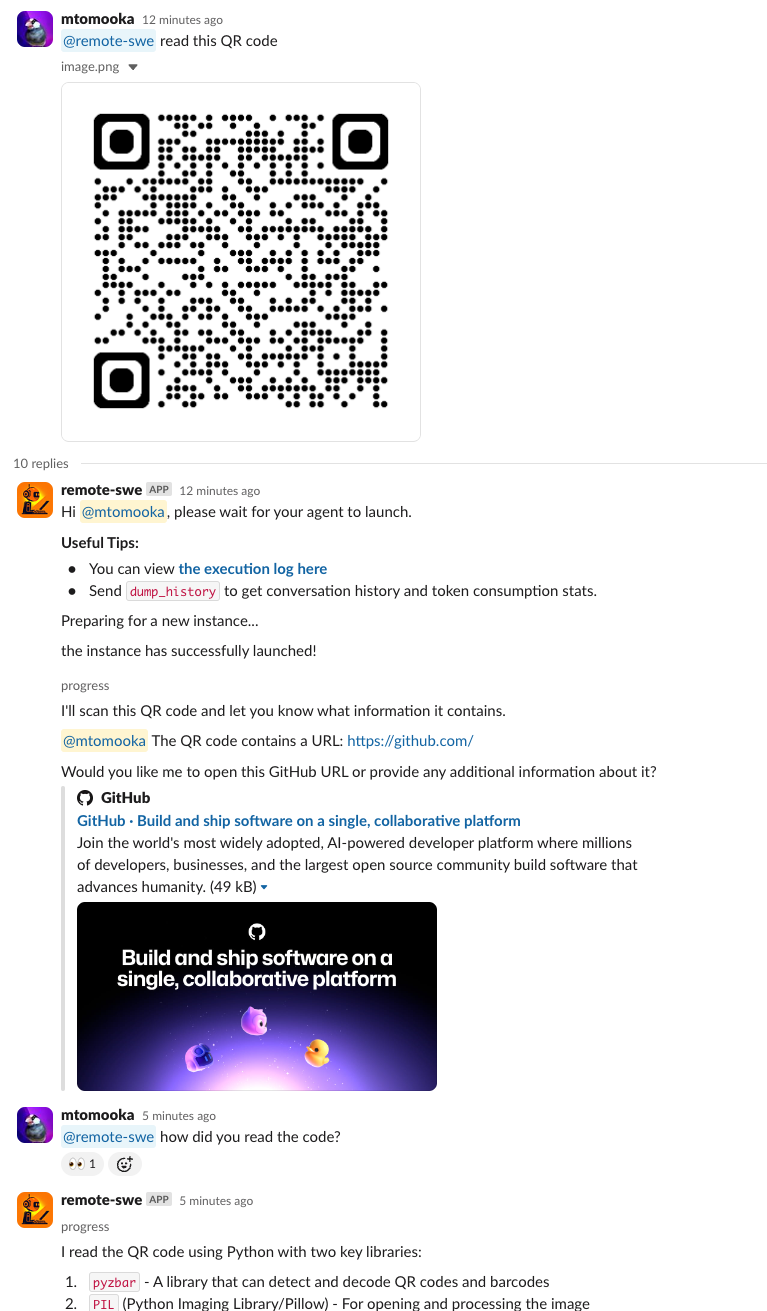 mtomooka 12 minutes ago
@remote-swe read this QR code
image.png
10 replies
remote-swe APP 12 minutes ago
Hi @mtomooka, please wait for your agent to launch.
Useful Tips:
● You can view the execution log here
● Send dump_history to get conversation history and token consumption stats.
Preparing for a new instance...
the instance has successfully launched!
progress
I'll scan this QR code and let you know what information it contains.
@mtomooka The QR code contains a URL: https://github.com/
Would you like me to open this GitHub URL or provide any additional information about it?
GitHub
GitHub · Build and ship software on a single, collaborative platform
Join the world's most widely adopted, AI-powered developer platform where millions
of developers, businesses, and the largest open source community build software that
advances humanity. (49 kB)
Build and ship software on a
single, collaborative platform
mtomooka 5 minutes ago
@remote-swe how did you read the code?
1
remote-swe APP 5 minutes ago
progress
I read the QR code using Python with two key libraries:
1. pyzbar - A library that can detect and decode QR codes and barcodes
2. PIL (Python Imaging Library/Pillow) - For opening and processing the image